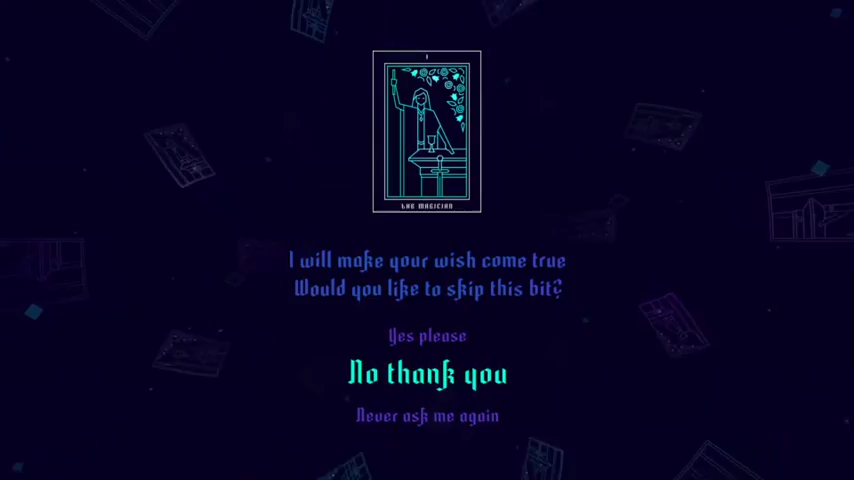 I
THE MAGICIAN
I will make your wish come true
Would you like to skip this bit?
Yes please
No thank you
Never ask me again